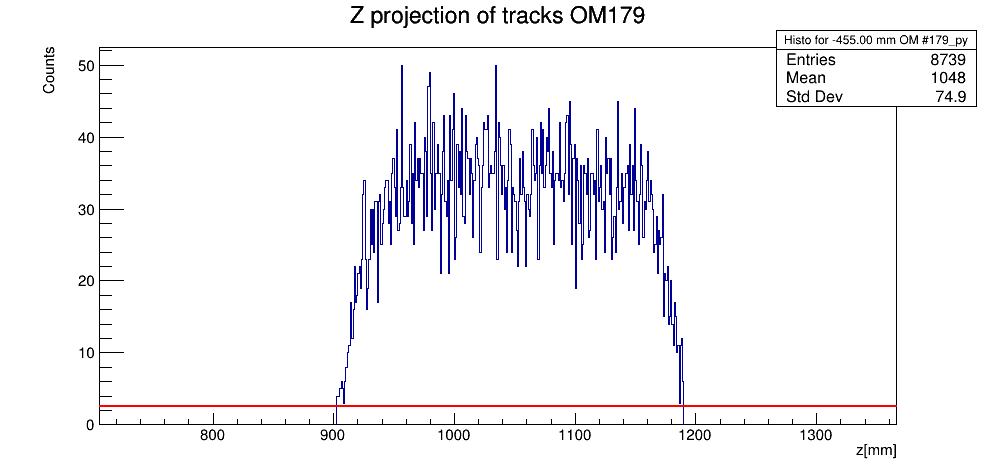 Z projection of tracks OM179
Histo for -455.00 mm OM #179_py
Entries 8739
Mean 1048
Std Dev 74.9
Counts
50
40
30
20
10
0
800 900 1000 1100 1200 1300
z[mm]